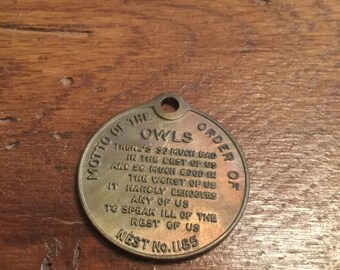 MOTTO OF THE ORDER OF
OWLS
THERE'S SO MUCH BAD
IN THE BEST OF US
AND SO MUCH GOOD IN
THE WORST OF US
IT HARDLY BEHOOVES
ANY OF US
TO SPEAK ILL OF THE
REST OF US
NEST NO. 1185